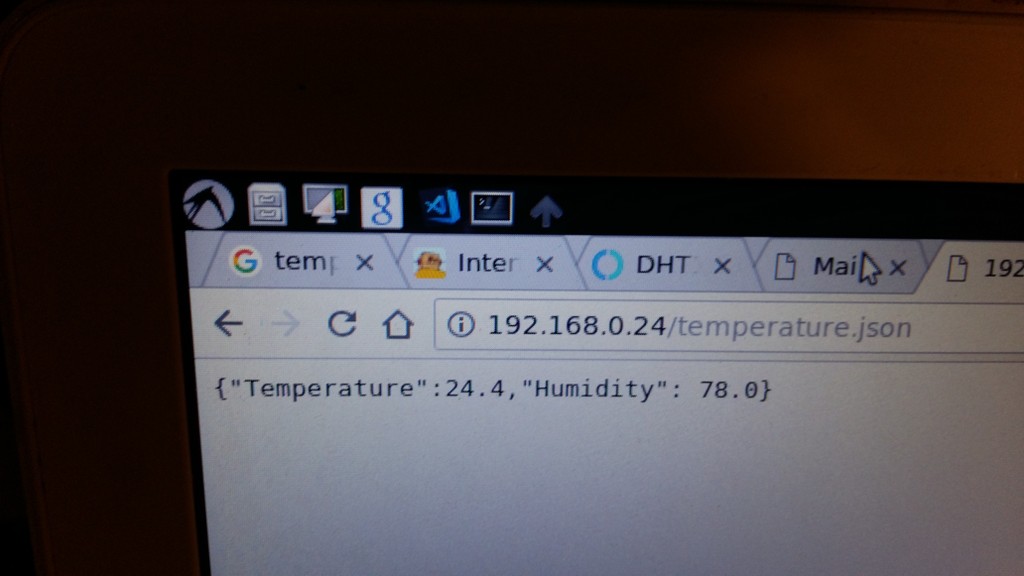 g
temp Inter DHT Mai 192
192.168.0.24/temperature.json
{"Temperature":24.4,"Humidity": 78.0}